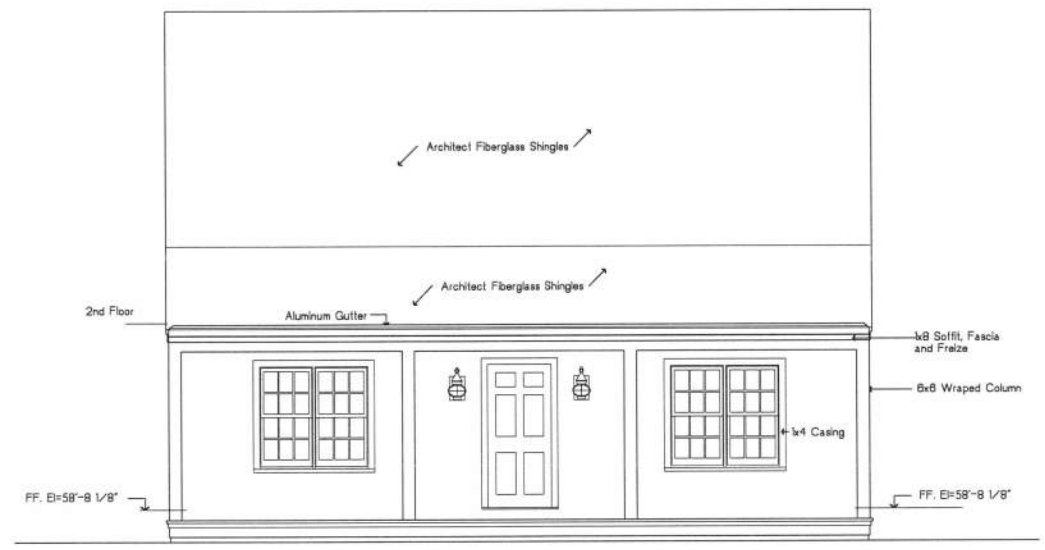 Architect Fiberglass Shingles
Architect Fiberglass Shingles
2nd Floor
Aluminum Gutter
1x8 Soffit, Fascia
and Freize
6x6 Wraped Column
1x4 Casing
FF. El=58'-8 1/8"
FF. El=58'-8 1/8"